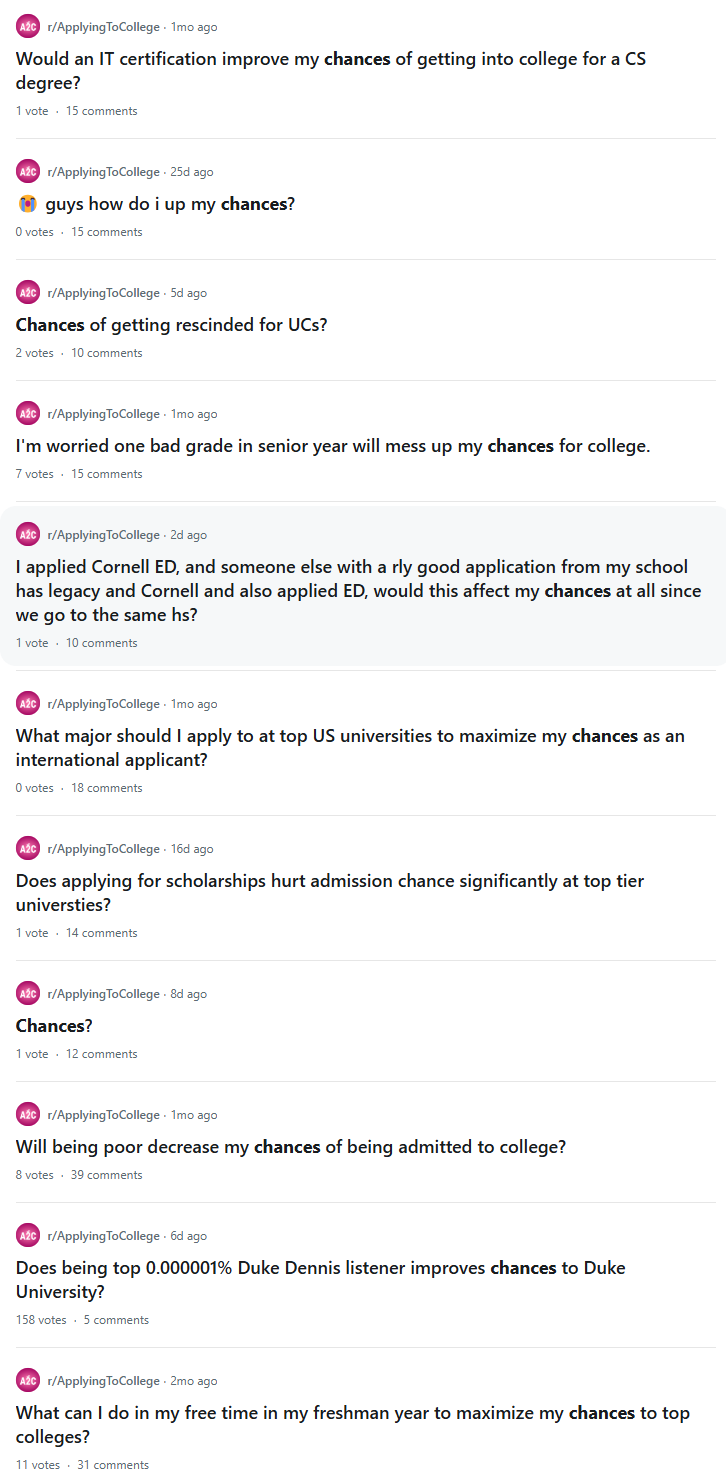 A2C r/ApplyingToCollege · 1mo ago
Would an IT certification improve my chances of getting into college for a CS
degree?
1 vote · 15 comments
A2C r/ApplyingToCollege · 25d ago
😭 guys how do i up my chances?
0 votes · 15 comments
A2C r/ApplyingToCollege · 5d ago
Chances of getting rescinded for UCs?
2 votes · 10 comments
A2C r/ApplyingToCollege · 1mo ago
I'm worried one bad grade in senior year will mess up my chances for college.
7 votes · 15 comments
A2C r/ApplyingToCollege · 2d ago
I applied Cornell ED, and someone else with a rly good application from my school
has legacy and Cornell and also applied ED, would this affect my chances at all since
we go to the same hs?
1 vote · 10 comments
A2C r/ApplyingToCollege · 1mo ago
What major should I apply to at top US universities to maximize my chances as an
international applicant?
0 votes · 18 comments
A2C r/ApplyingToCollege · 16d ago
Does applying for scholarships hurt admission chance significantly at top tier
universties?
1 vote · 14 comments
A2C r/ApplyingToCollege · 8d ago
Chances?
1 vote · 12 comments
A2C r/ApplyingToCollege · 1mo ago
Will being poor decrease my chances of being admitted to college?
8 votes · 39 comments
A2C r/ApplyingToCollege · 6d ago
Does being top 0.000001% Duke Dennis listener improves chances to Duke
University?
158 votes · 5 comments
A2C r/ApplyingToCollege · 2mo ago
What can I do in my free time in my freshman year to maximize my chances to top
colleges?
11 votes · 31 comments